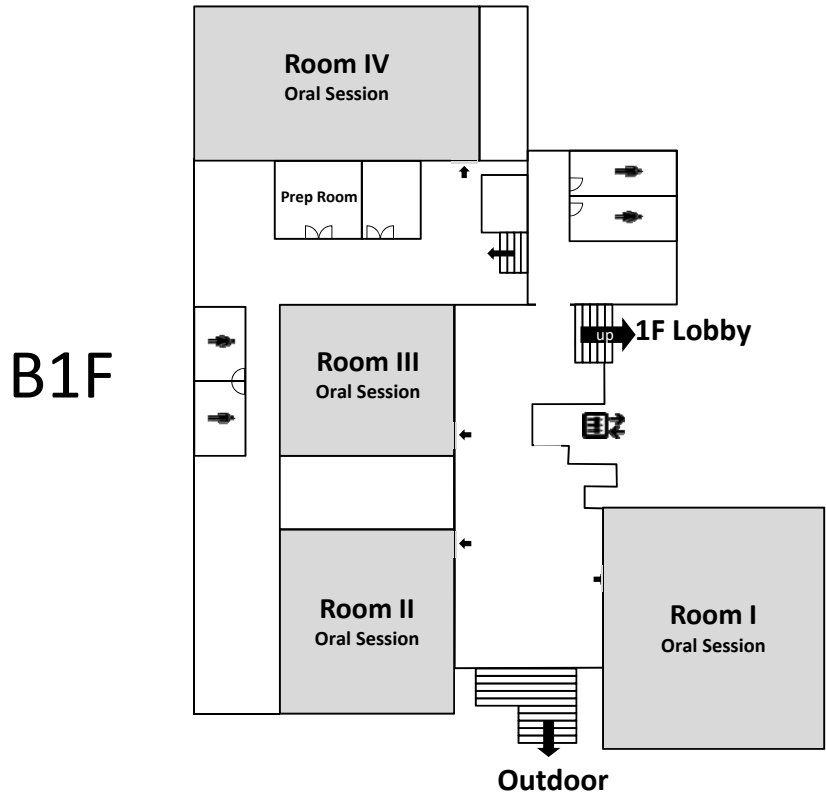 Room IV
Oral Session
Prep Room
up
1F Lobby
B1F
Room III
Oral Session
Room II
Oral Session
Room I
Oral Session
Outdoor